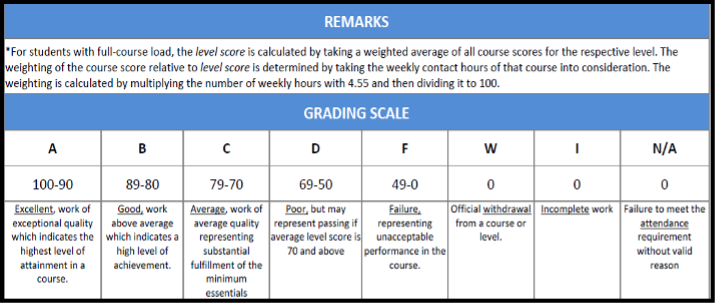 REMARKS
*For students with full-course load, the level score is calculated by taking a weighted average of all course scores for the respective level. The
weighting of the course score relative to level score is determined by taking the weekly contact hours of that course into consideration. The
weighting is calculated by multiplying the number of weekly hours with 4.55 and then dividing it to 100.
GRADING SCALE
A B C D F W I N/A
100-90 89-80 79-70 69-50 49-0 0 0 0
Excellent, work of
exceptional quality
which indicates the
highest level of
attainment in a
course.
Good, work
above average
which indicates a
high level of
achievement.
Average, work of
average quality
representing
substantial
fulfillment of the
minimum
essentials
Poor, but may
represent passing if
average level score is
70 and above
Failure,
representing
unacceptable
performance in the
course.
Official withdrawal
from a course or
level.
Incomplete work
Failure to meet the
attendance
requirement
without valid
reason